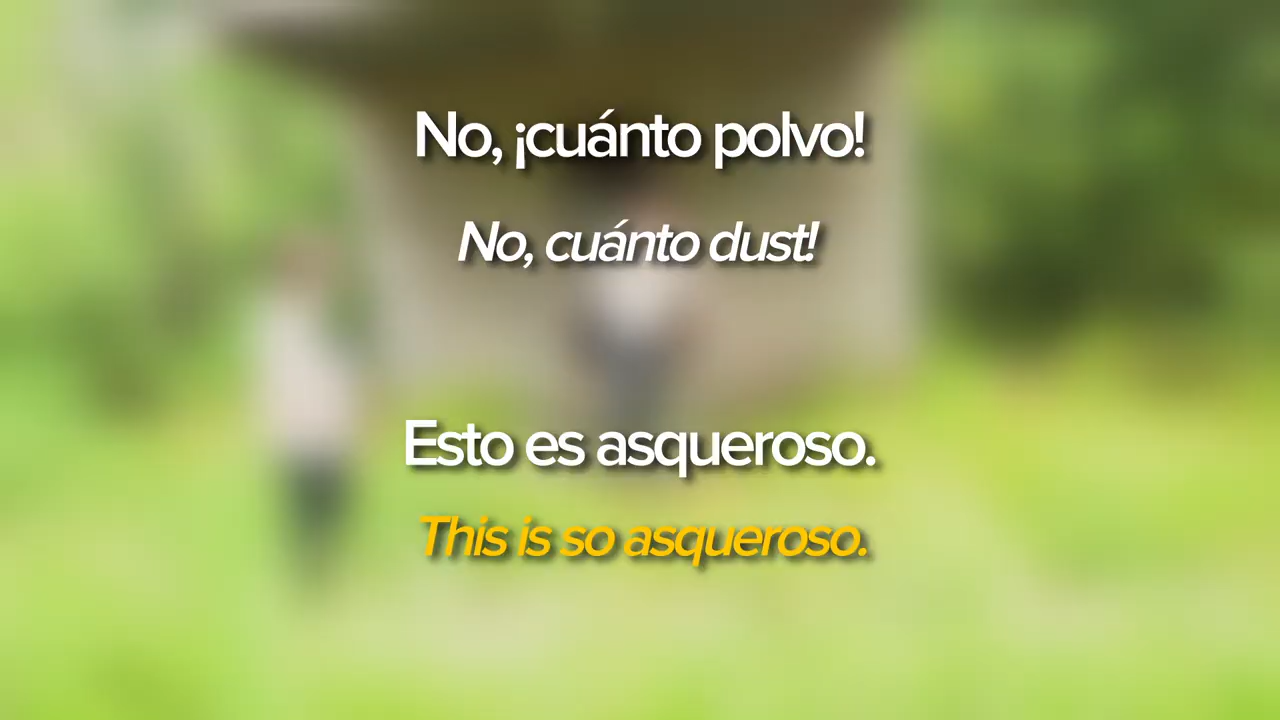 No, ¡cuánto polvo!
No, cuánto dust!
Esto es asqueroso.
This is so asqueroso.